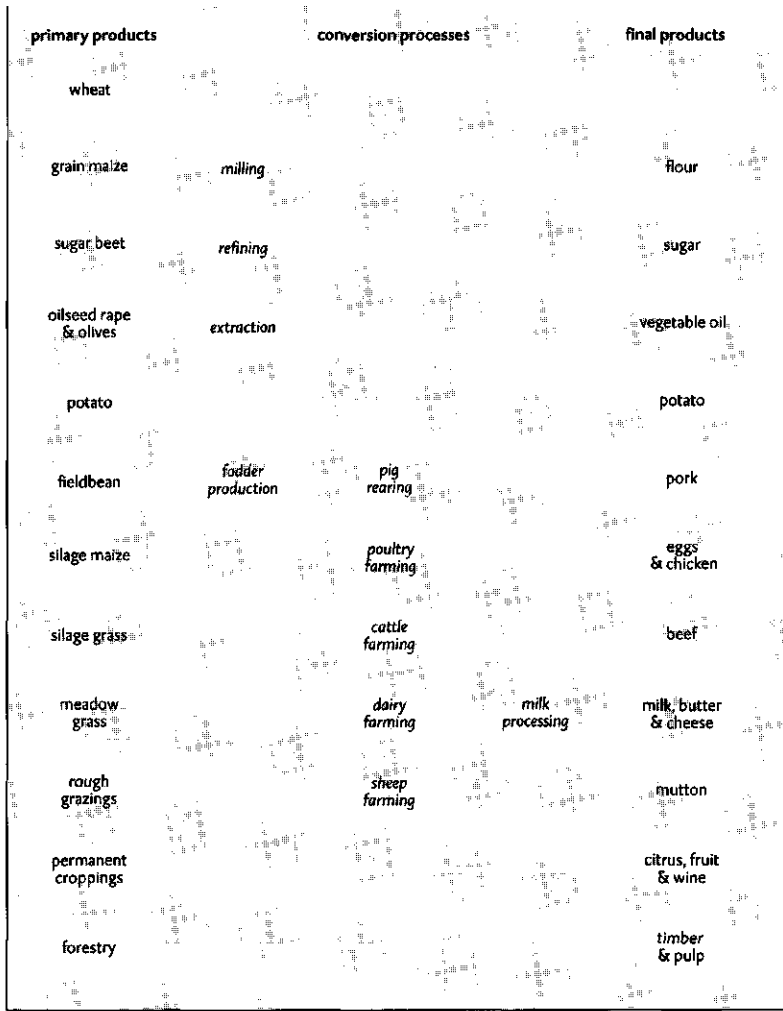 primary products conversion processes final products
wheat
grain maize milling flour
sugar beet refining sugar
oilseed rape
& olives extraction vegetable oil
potato potato
fieldbean fodder
production pig
rearing pork
silage maize poultry
farming eggs
& chicken
silage grass cattle
farming beef
meadow
grass dairy
farming milk
processing milk, butter
& cheese
rough
grazings sheep
farming mutton
permanent
croppings citrus, fruit
& wine
forestry timber
& pulp